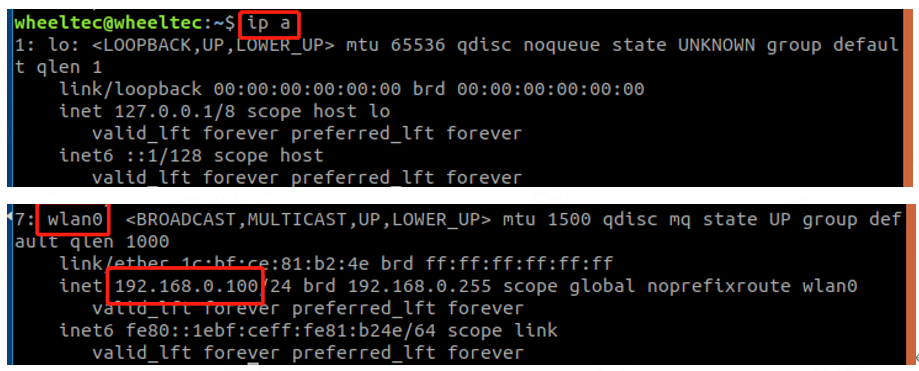 wheeltec@wheeltec:~$ ip a
1: lo: <LOOPBACK,UP,LOWER_UP> mtu 65536 qdisc noqueue state UNKNOWN group defaul
t qlen 1
link/loopback 00:00:00:00:00:00 brd 00:00:00:00:00:00
inet 127.0.0.1/8 scope host lo
valid_lft forever preferred_lft forever
inet6 ::1/128 scope host
valid_lft forever preferred_lft forever
7: wlan0 <BROADCAST,MULTICAST,UP,LOWER_UP> mtu 1500 qdisc mq state UP group def
ault qlen 1000
link/ether 1c:bf:ce:81:b2:4e brd ff:ff:ff:ff:ff:ff
inet 192.168.0.100/24 brd 192.168.0.255 scope global noprefixroute wlan0
valid_lft forever preferred_lft forever
inet6 fe80::1ebf:ceff:fe81:b24e/64 scope link
valid_lft forever preferred_lft forever